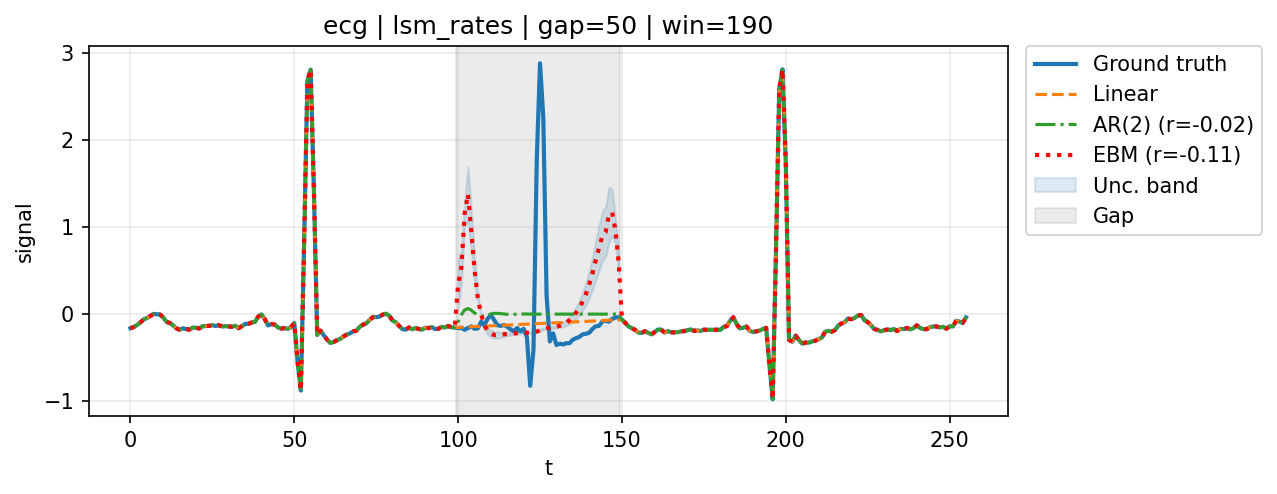 ecg | lsm_rates | gap=50 | win=190
3
2
1
0
−1
signal
0
50
100
150
200
250
t
Ground truth
Linear
AR(2) (r=-0.02)
EBM (r=-0.11)
Unc. band
Gap